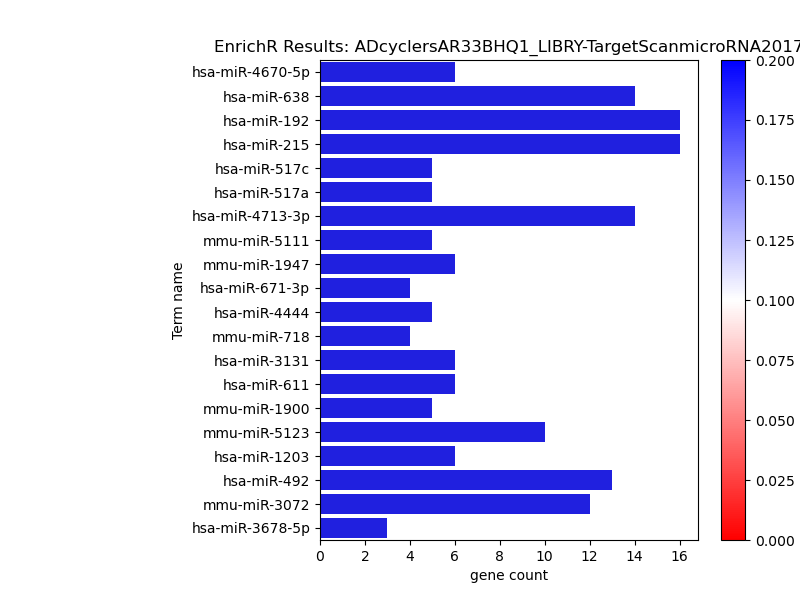 EnrichR Results: ADcyclersAR33BHQ1_LIBRY-TargetScanmicroRNA2017
hsa-miR-4670-5p
hsa-miR-638
hsa-miR-192
hsa-miR-215
hsa-miR-517c
hsa-miR-517a
hsa-miR-4713-3p
mmu-miR-5111
mmu-miR-1947
hsa-miR-671-3p
hsa-miR-4444
mmu-miR-718
hsa-miR-3131
hsa-miR-611
mmu-miR-1900
mmu-miR-5123
hsa-miR-1203
hsa-miR-492
mmu-miR-3072
hsa-miR-3678-5p
Term name
0 2 4 6 8 10 12 14 16
gene count
0.200
0.175
0.150
0.125
0.100
0.075
0.050
0.025
0.000